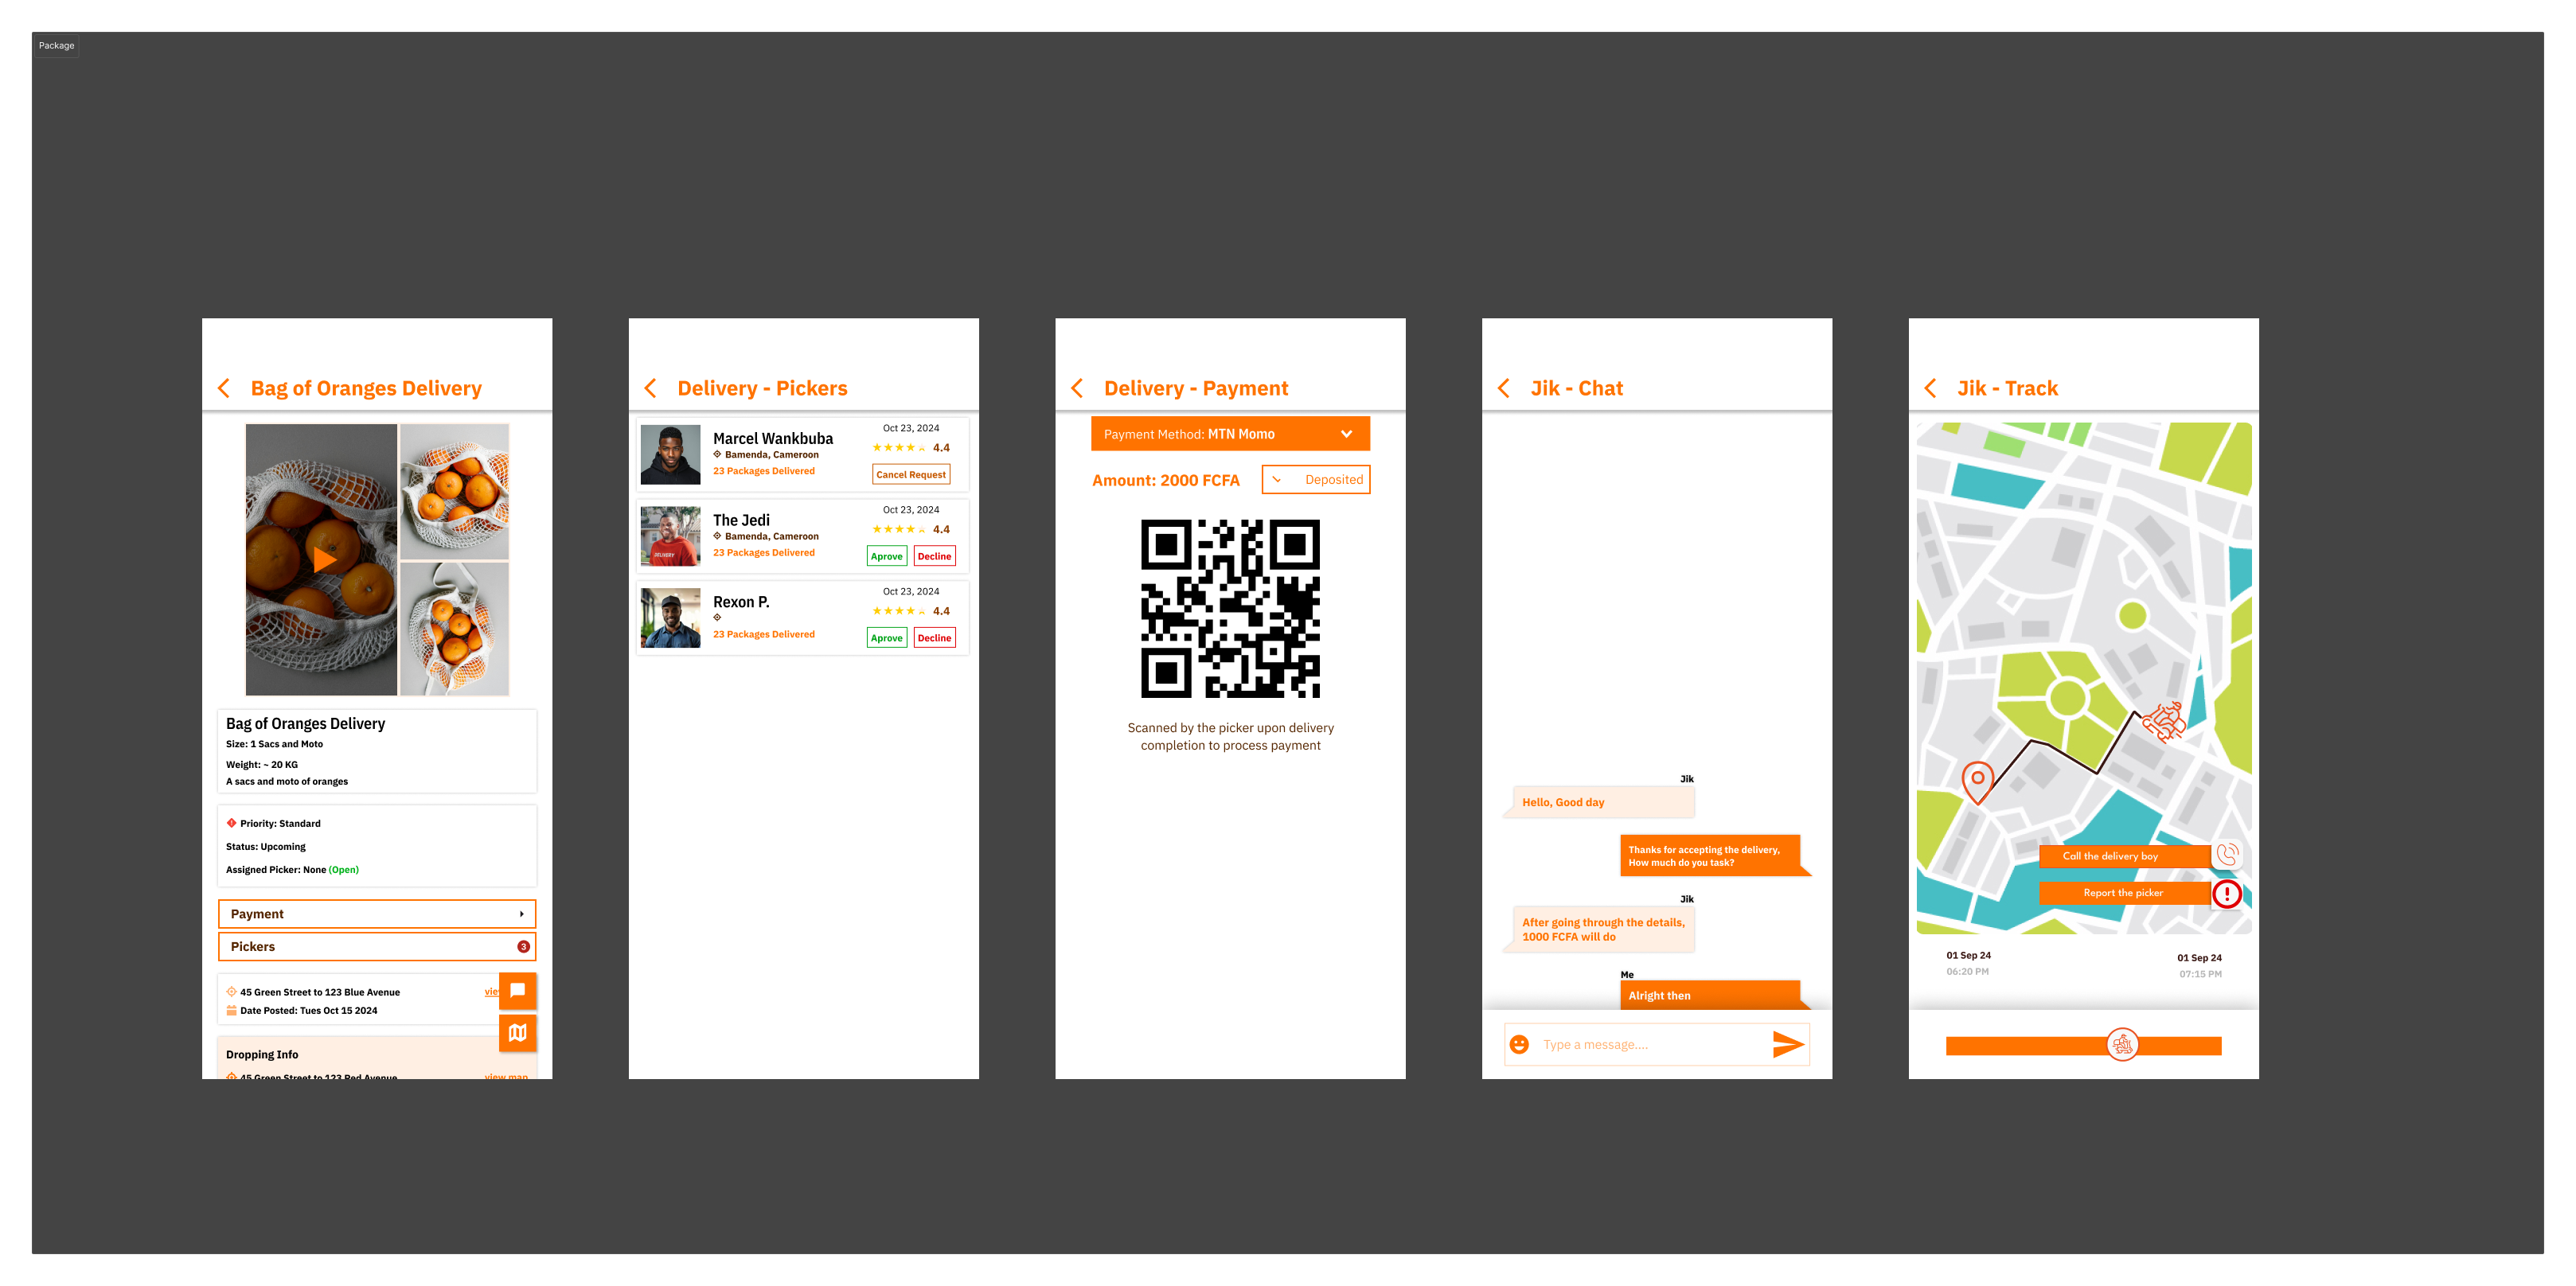 Package
Bag of Oranges Delivery
Bag of Oranges Delivery
Size: 1 Sacs and Moto
Weight: ~ 20 KG
A sacs and moto of oranges
Priority: Standard
Status: Upcoming
Assigned Picker: None (Open)
Payment
Pickers 3
45 Green Street to 123 Blue Avenue
Date Posted: Tues Oct 15 2024
Dropping Info
45 Green Street to 123 Red Avenue view map
Delivery - Pickers
Marcel Wankbuba
Bamenda, Cameroon
23 Packages Delivered
Oct 23, 2024
4.4
Cancel Request
The Jedi
Bamenda, Cameroon
23 Packages Delivered
Oct 23, 2024
4.4
Aprove Decline
DELIVERY
Rexon P.
23 Packages Delivered
Oct 23, 2024
4.4
Aprove Decline
Delivery - Payment
Payment Method: MTN Momo
Amount: 2000 FCFA
Deposited
Scanned by the picker upon delivery
completion to process payment
Jik - Chat
Jik
Hello, Good day
Thanks for accepting the delivery,
How much do you task?
Jik
After going through the details,
1000 FCFA will do
Me
Alright then
Type a message....
Jik - Track
Call the delivery boy
Report the picker
01 Sep 24
06:20 PM
01 Sep 24
07:15 PM